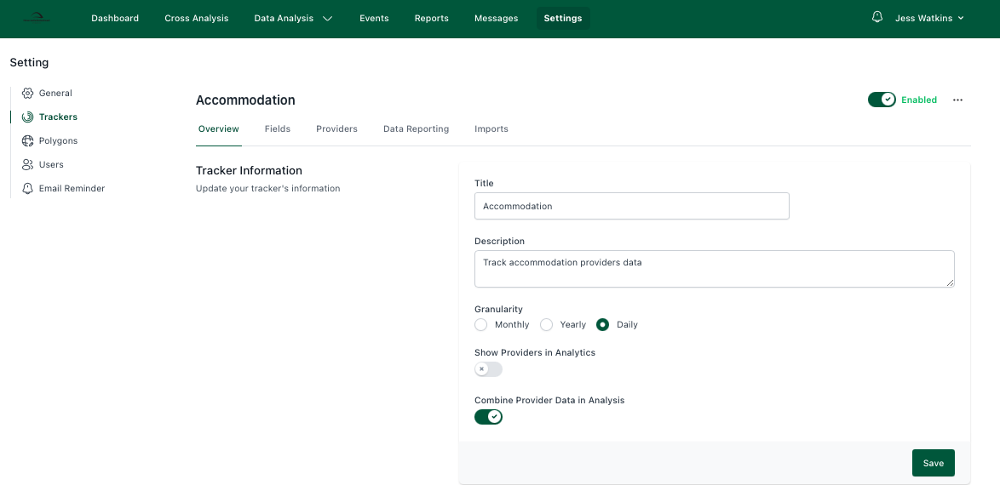 Dashboard Cross Analysis Data Analysis Events Reports Messages Settings Jess Watkins
Setting
General
Trackers
Polygons
Users
Email Reminder
Accommodation Enabled
Overview Fields Providers Data Reporting Imports
Tracker Information
Update your tracker's information
Title
Accommodation
Description
Track accommodation providers data
Granularity
Monthly Yearly Daily
Show Providers in Analytics
Combine Provider Data in Analysis
Save